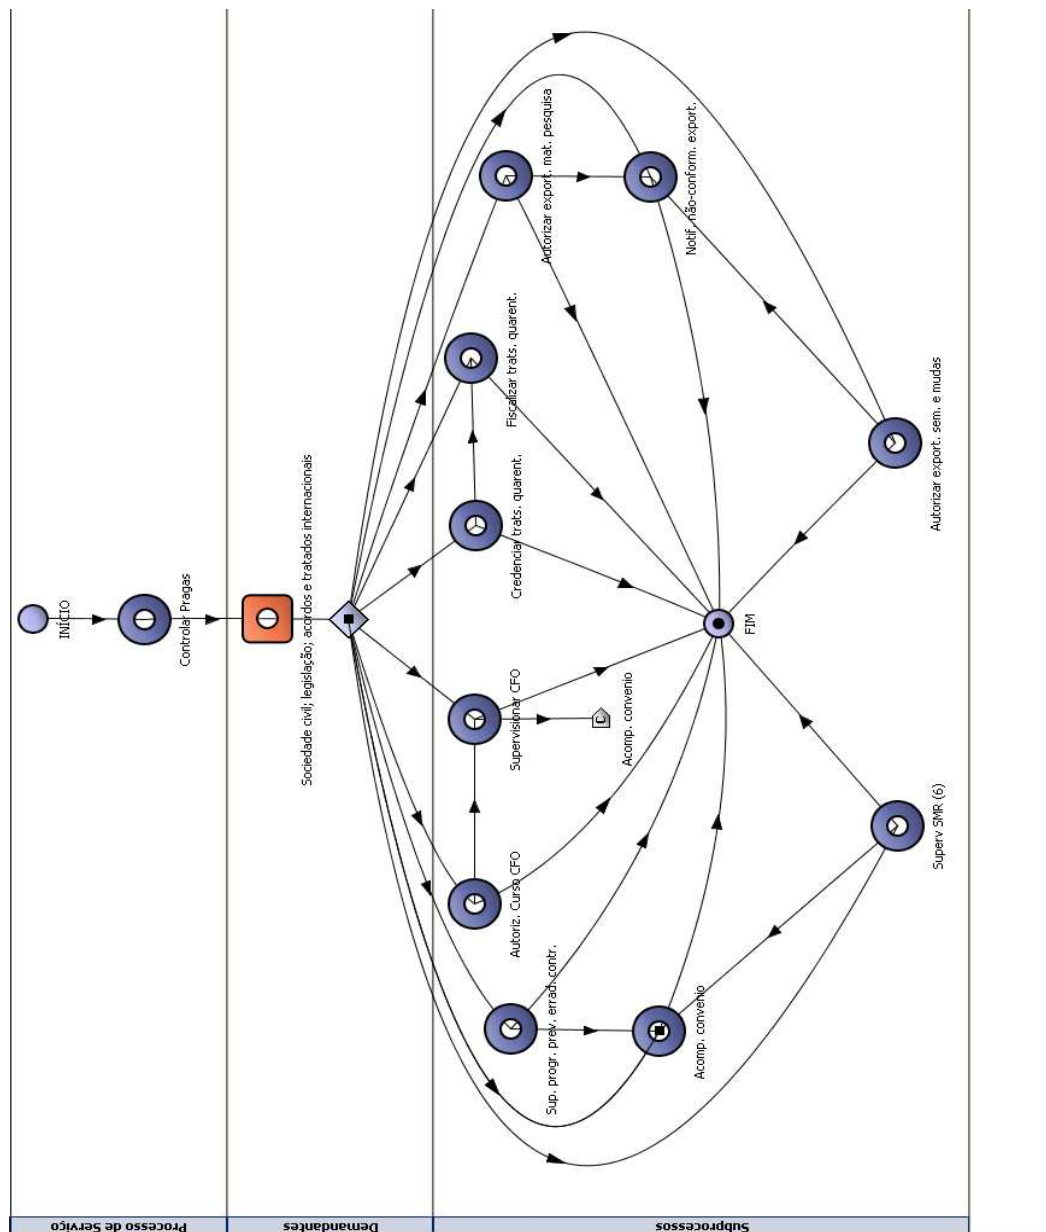 INÍCIO
Controlar Pragas
Sociedade civil; legislação; acordos e tratados internacionais
Autorizar export. mat. pesquisa
Notif. não-conform. export.
Fiscalizar trats. quarent.
Autorizar export. sem. e mudas
Credenciar trats. quarent.
FIM
Supervisionar CFO
C
Acomp. convenio
Autoriz. Curso CFO
Superv SMR (6)
Sup. progr. prev. errad. contr.
Acomp. convenio
Processo de Serviço
Demandantes
Subprocessos